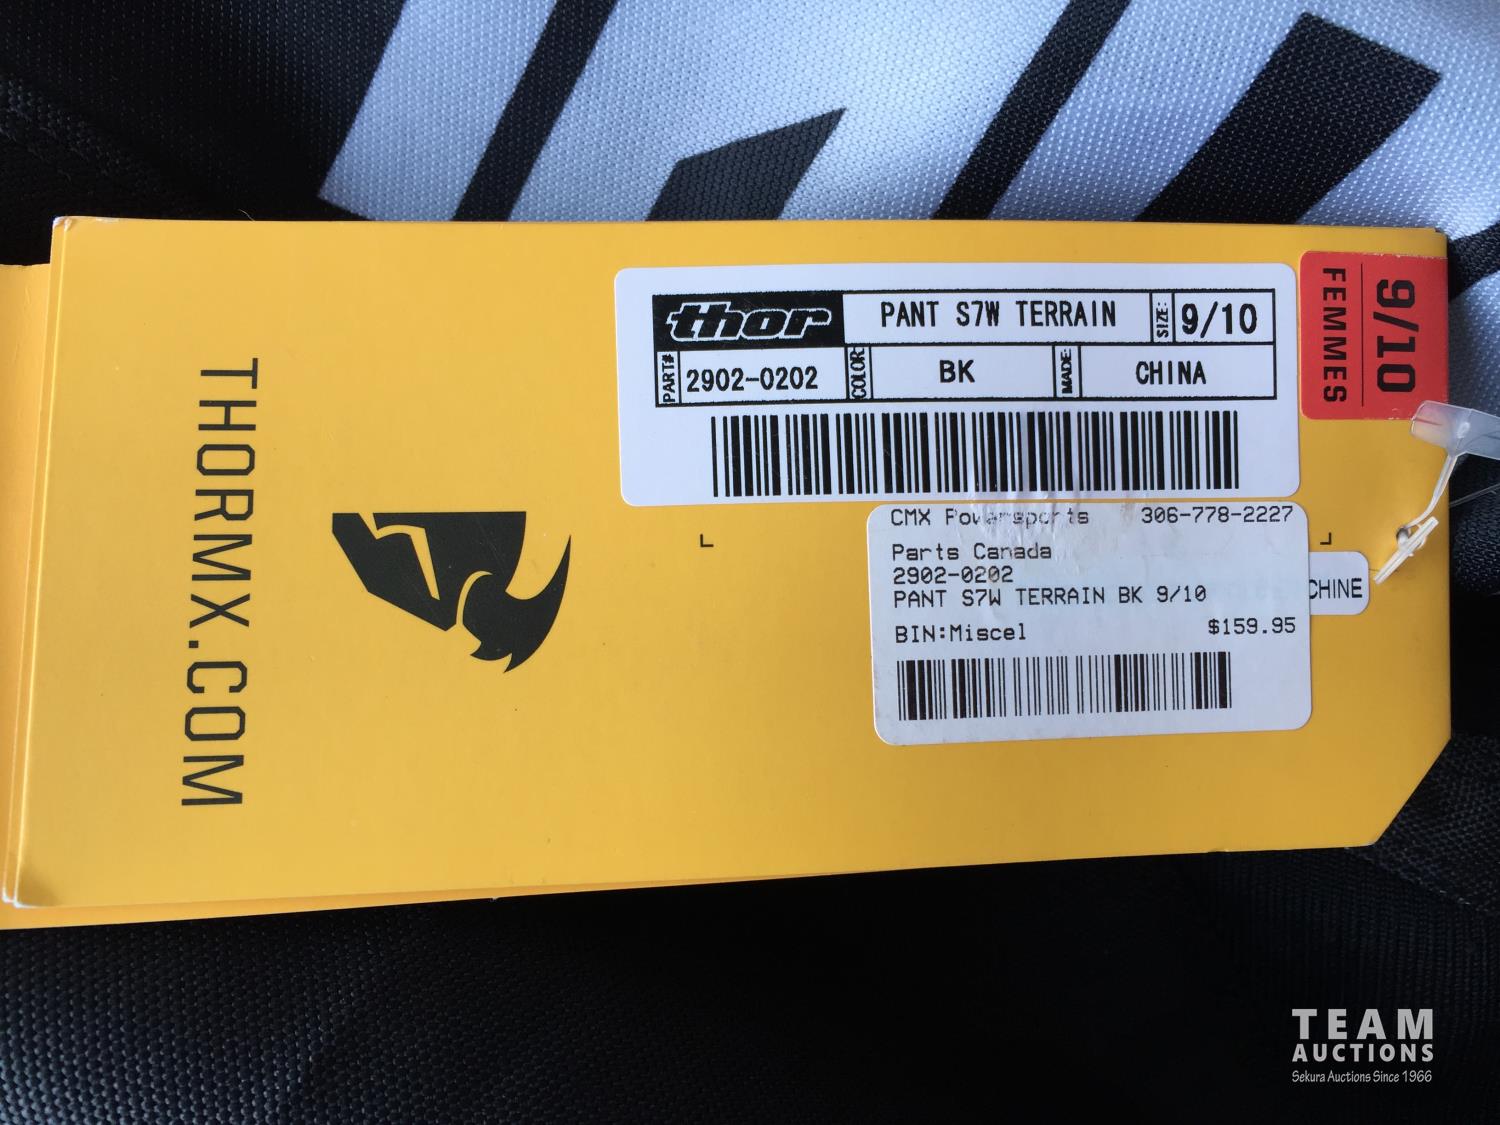 thor PANT S7W TERRAIN SIZE: 9/10
PART# 2902-0202 COLOR: BK MADE: CHINA
9/10
FEMMES
CMX Powersports 306-778-2227
Parts Canada
2902-0202
PANT S7W TERRAIN BK 9/10
BIN:Miscel $159.95
CHINE
THORMX.COM
TEAM
AUCTIONS
Sekura Auctions Since 1966